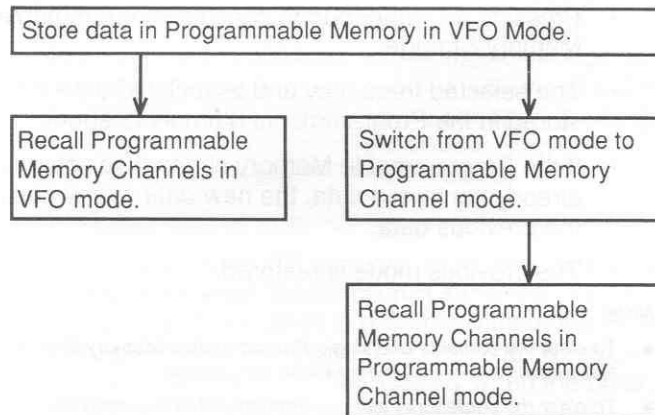 Store data in Programmable Memory in VFO Mode.
Recall Programmable
Memory Channels in
VFO mode.
Switch from VFO mode to
Programmable Memory
Channel mode.
Recall Programmable
Memory Channels in
Programmable Memory
Channel mode.